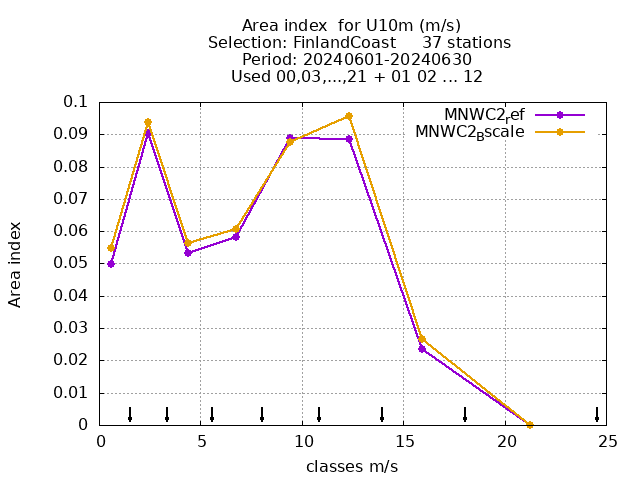 Area index  for U10m (m/s)
Selection: FinlandCoast     37 stations
Period: 20240601-20240630
Used 00,03,...,21 + 01 02 ... 12
MNWC2ref
MNWC2Bscale
0.1
0.09
0.08
0.07
0.06
0.05
0.04
0.03
0.02
0.01
0
Area index
0 5 10 15 20 25
classes m/s